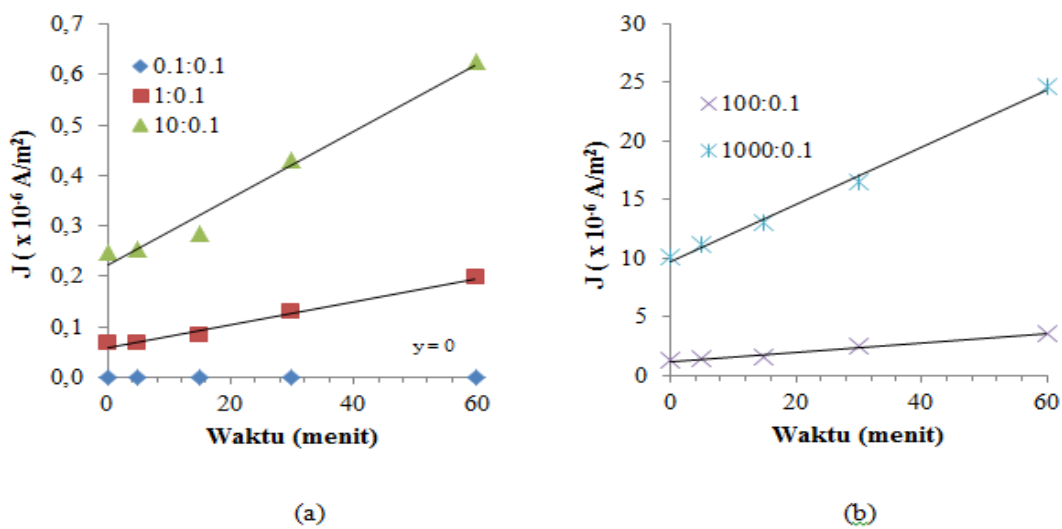 0,7
0,6
0,5
0,4
0,3
0,2
0,1
0,0
J ( x 10⁻⁶ A/m²)
0.1:0.1
1:0.1
10:0.1
y = 0
0 20 40 60
Waktu (menit)
(a)
30
25
20
15
10
5
0
J ( x 10⁻⁶ A/m²)
100:0.1
1000:0.1
0 20 40 60
Waktu (menit)
(b)